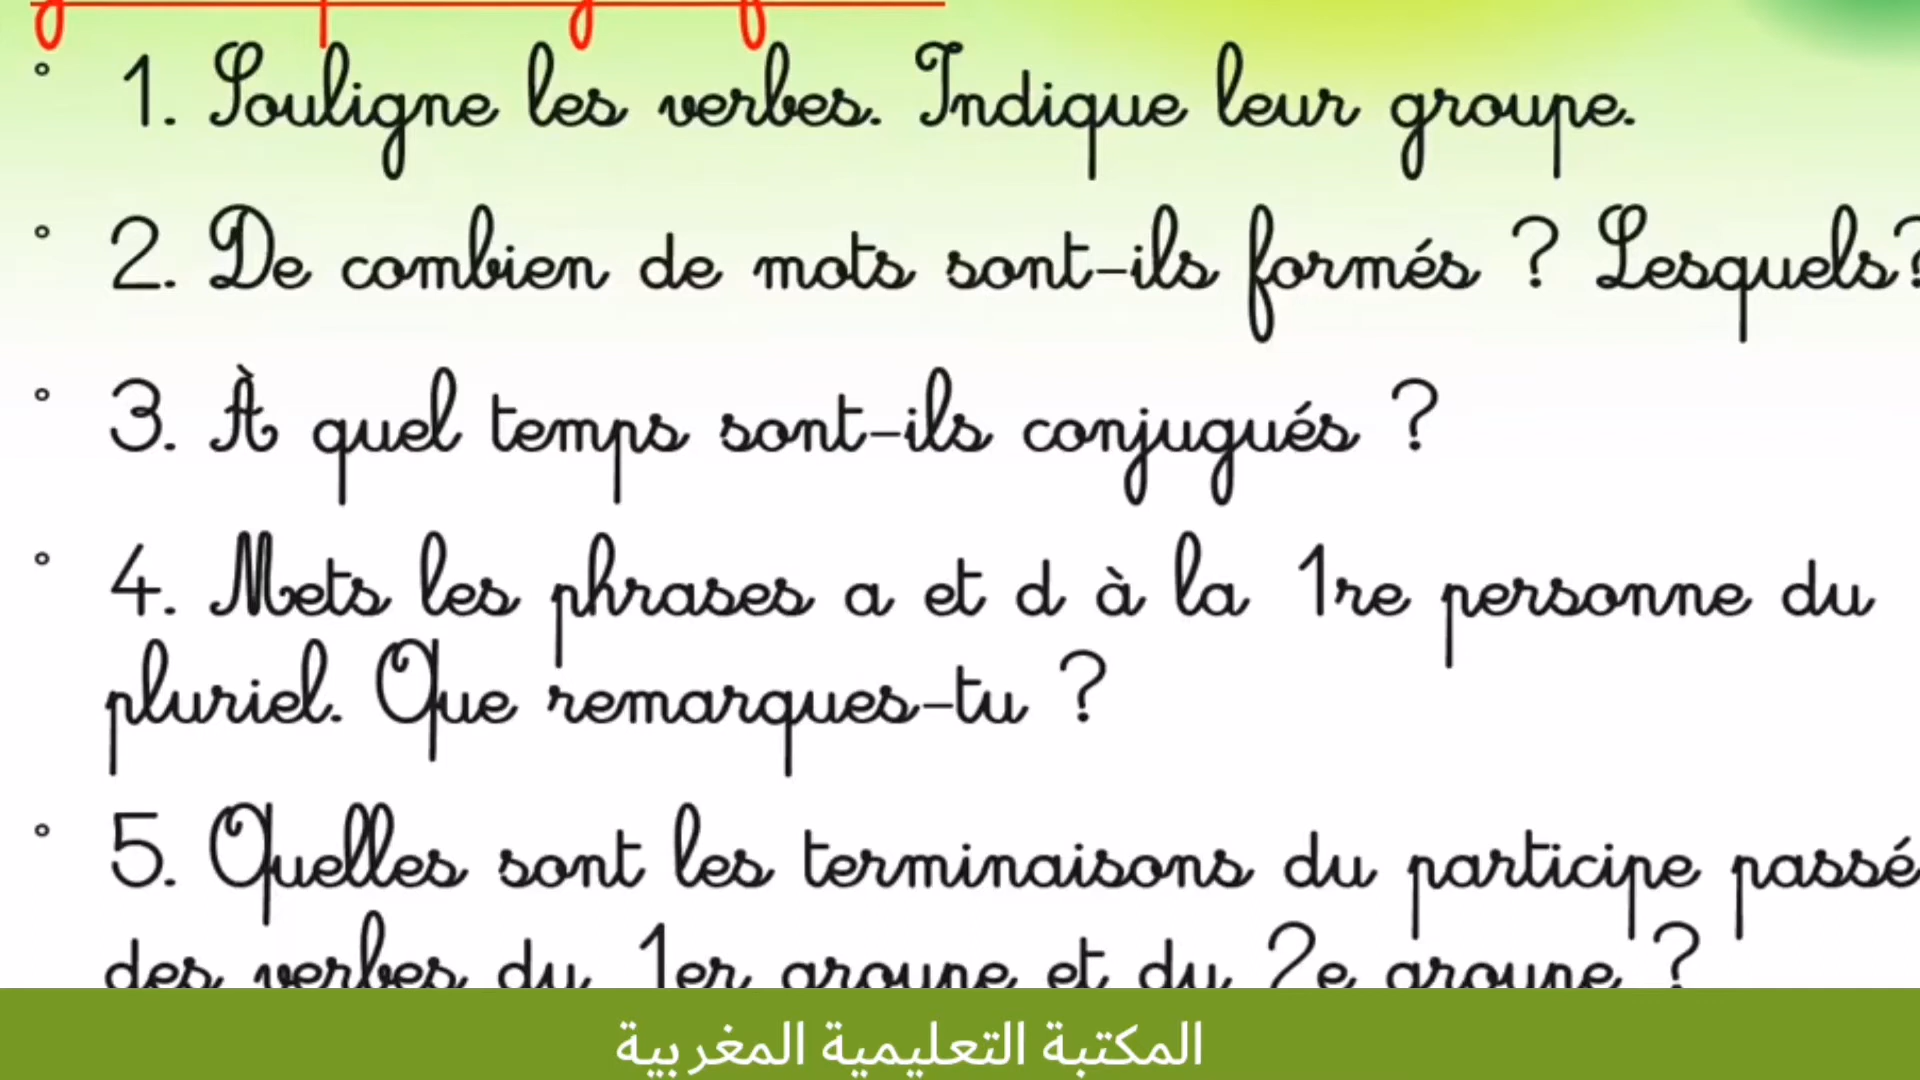 1. Souligne les verbes. Indique leur groupe.
2. De combien de mots sont-ils formés ? Lesquels?
3. À quel temps sont-ils conjugués ?
4. Mets les phrases a et d à la 1re personne du
pluriel. Que remarques-tu ?
5. Quelles sont les terminaisons du participe passé
des verbes du 1er groupe et du 2e groupe ?
المكتبة التعليمية المغربية